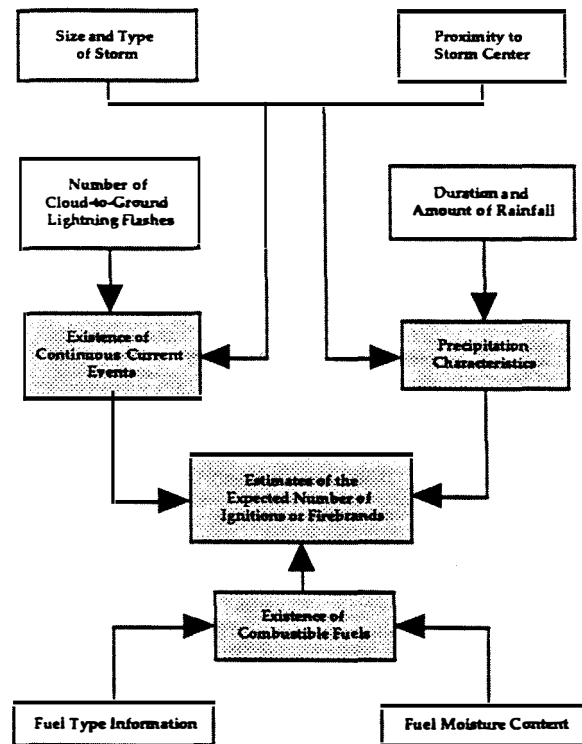 Size and Type
of Storm
Proximity to
Storm Center
Number of
Cloud-to-Ground
Lightning Flashes
Duration and
Amount of Rainfall
Existence of
Continuous Current
Events
Precipitation
Characteristics
Estimates of the
Expected Number of
Ignitions or Firebrands
Existence of
Combustible Fuels
Fuel Type Information
Fuel Moisture Content